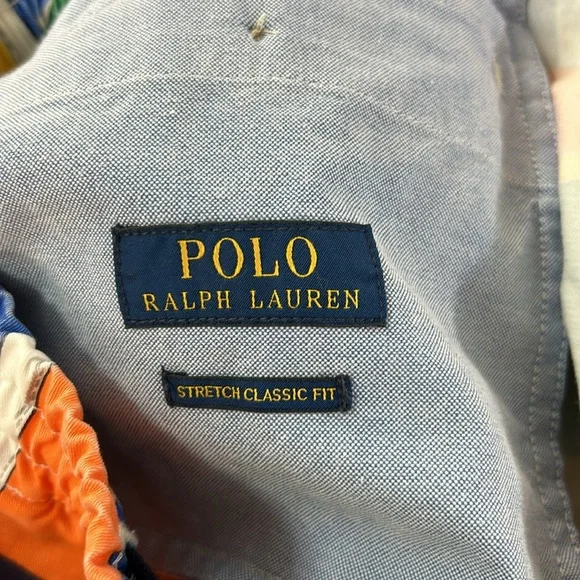 POLO
RALPH LAUREN
STRETCH CLASSIC FIT